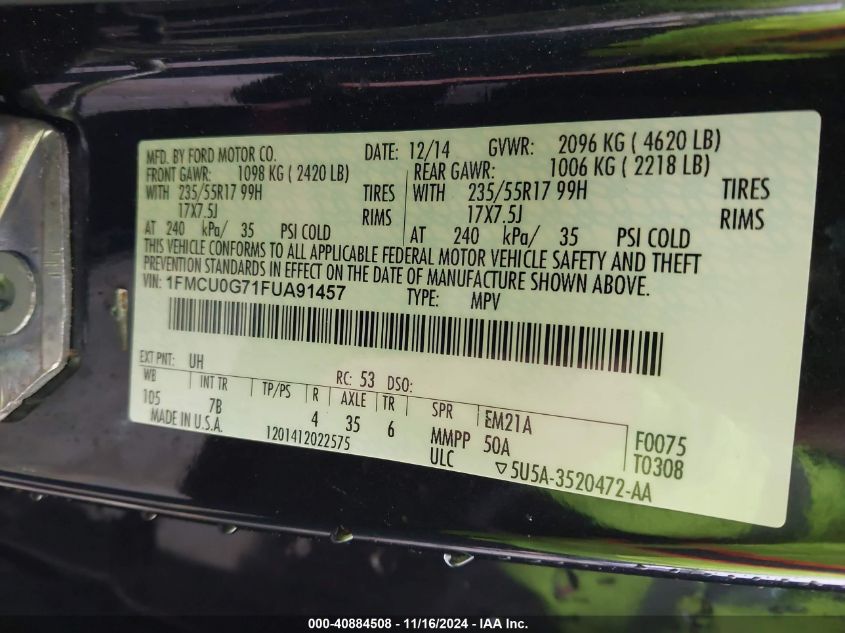 MFD. BY FORD MOTOR CO. DATE: 12/14 GVWR: 2096 KG ( 4620 LB)
FRONT GAWR: 1098 KG ( 2420 LB) REAR GAWR: 1006 KG ( 2218 LB)
WITH 235/55R17 99H TIRES WITH 235/55R17 99H TIRES
17X7.5J RIMS 17X7.5J RIMS
AT 240 kPa/ 35 PSI COLD AT 240 kPa/ 35 PSI COLD
THIS VEHICLE CONFORMS TO ALL APPLICABLE FEDERAL MOTOR VEHICLE SAFETY AND THEFT
PREVENTION STANDARDS IN EFFECT ON THE DATE OF MANUFACTURE SHOWN ABOVE.
VIN: 1FMCU0G71FUA91457 TYPE: MPV
EXT PNT: UH RC: 53 DSO:
WB INT TR TP/PS R AXLE TR SPR EM21A
105 7B 4 35 6 MMPP 50A F0075
MADE IN U.S.A. 1201412022575 ULC ▽5U5A-3520472-AA T0308
000-40884508 - 11/16/2024 - IAA Inc.